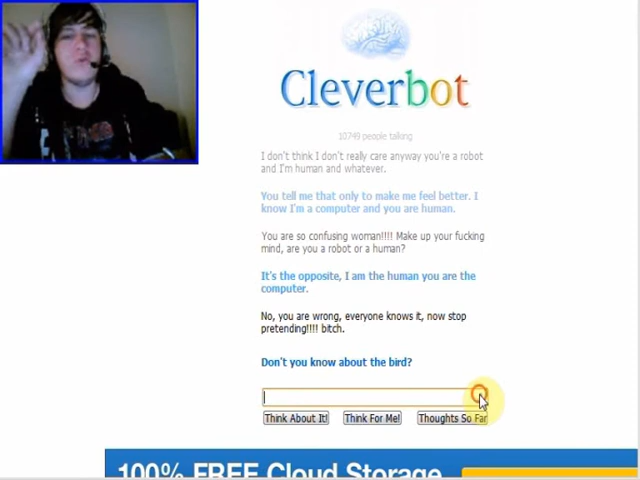 Cleverbot
10749 people talking
I don't think I don't really care anyway you're a robot
and I'm human and whatever.
You tell me that only to make me feel better. I
know I'm a computer and you are human.
You are so confusing woman!!!! Make up your fucking
mind, are you a robot or a human?
It's the opposite, I am the human you are the
computer.
No, you are wrong, everyone knows it, now stop
pretending!!!! bitch.
Don't you know about the bird?
Think About It! Think For Me! Thoughts So Far
100% FREE Cloud Storage